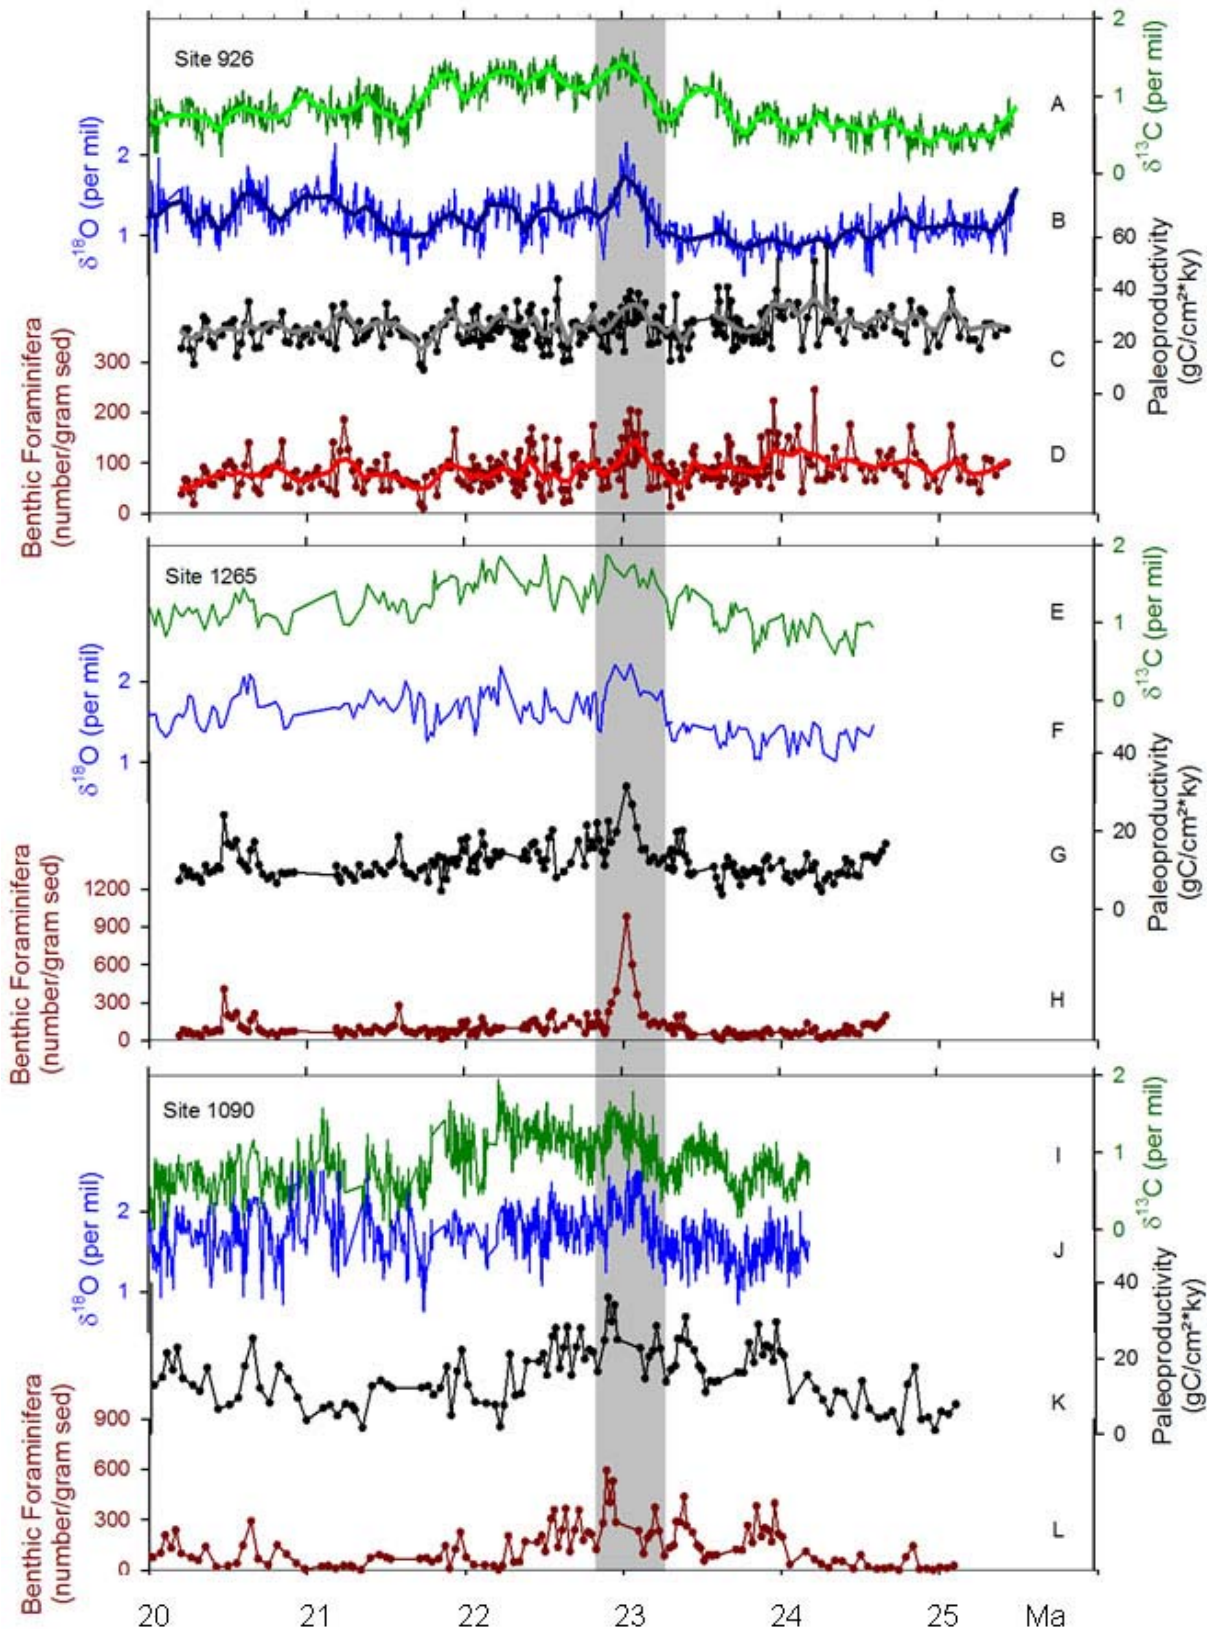 Site 926
A
B
C
D
2
1
0
δ¹³C (per mil)
2
1
δ¹⁸O (per mil)
60
40
20
0
Paleoproductivity
(gC/cm²*ky)
300
200
100
0
Benthic Foraminifera
(number/gram sed)
Site 1265
E
F
G
H
2
1
0
δ¹³C (per mil)
2
1
δ¹⁸O (per mil)
40
20
0
Paleoproductivity
(gC/cm²*ky)
1200
900
600
300
0
Benthic Foraminifera
(number/gram sed)
Site 1090
I
J
K
L
2
1
0
δ¹³C (per mil)
2
1
δ¹⁸O (per mil)
40
20
0
Paleoproductivity
(gC/cm²*ky)
900
600
300
0
Benthic Foraminifera
(number/gram sed)
20 21 22 23 24 25 Ma